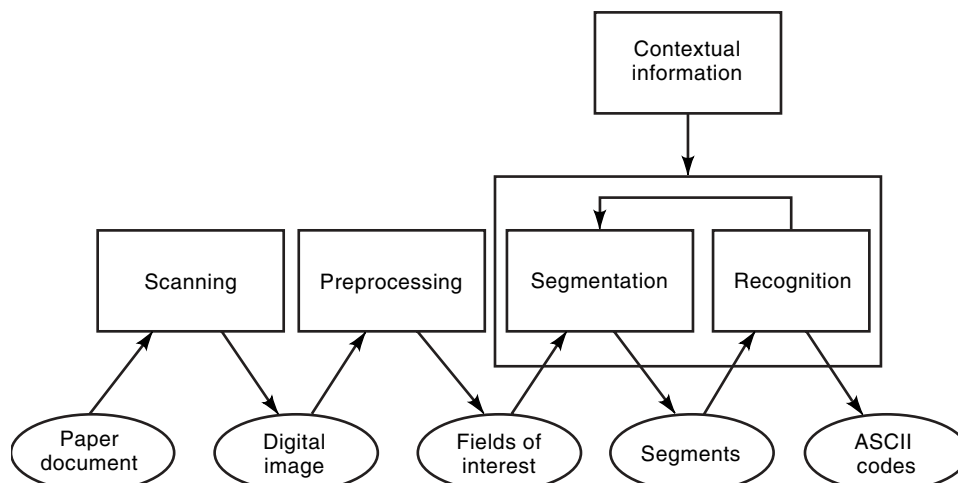 Contextual
information
Scanning
Preprocessing
Segmentation
Recognition
Paper
document
Digital
image
Fields of
interest
Segments
ASCII
codes